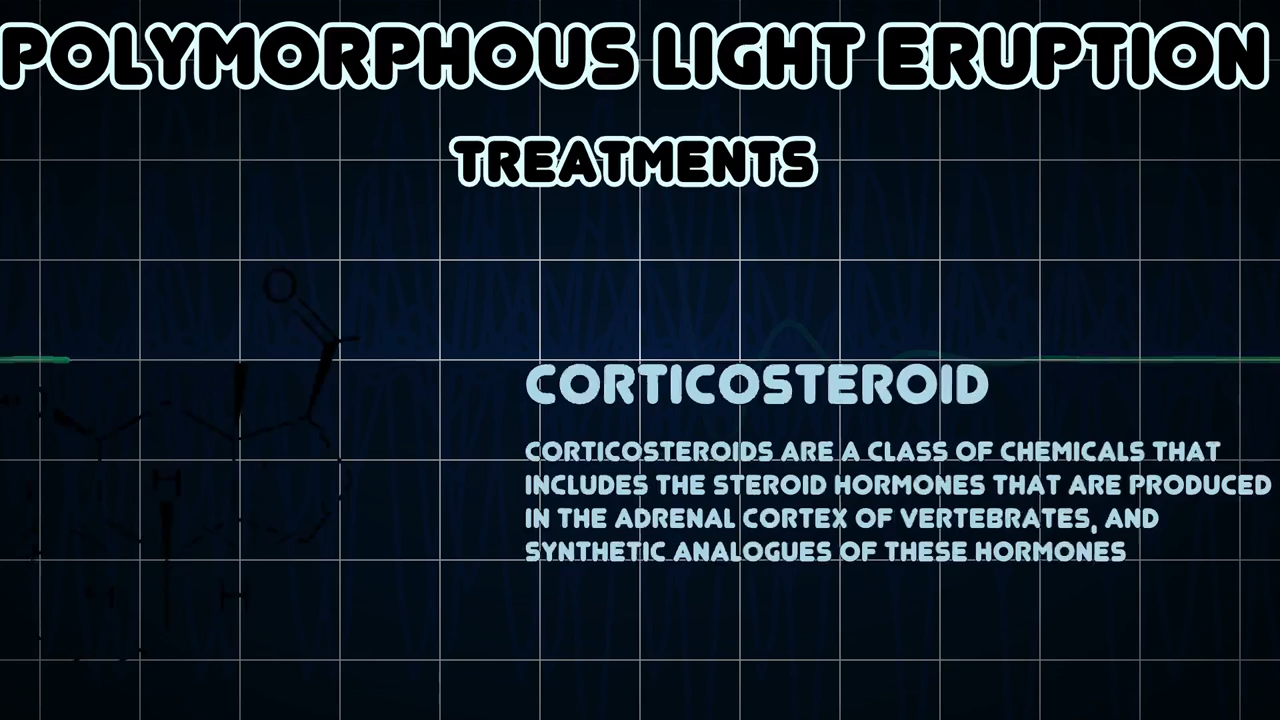 POLYMORPHOUS LIGHT ERUPTION
TREATMENTS
O
CORTICOSTEROID
CORTICOSTEROIDS ARE A CLASS OF CHEMICALS THAT
INCLUDES THE STEROID HORMONES THAT ARE PRODUCED
IN THE ADRENAL CORTEX OF VERTEBRATES, AND
SYNTHETIC ANALOGUES OF THESE HORMONES
H
H